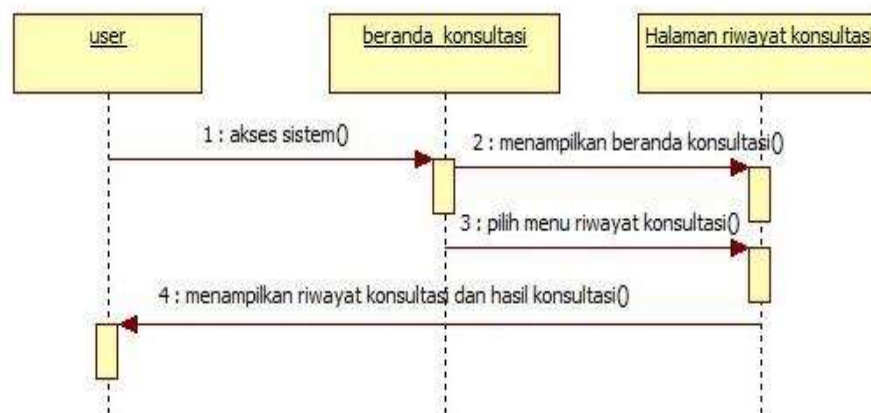 user
beranda konsultasi
Halaman riwayat konsultasi
1 : akses sistem()
2 : menampilkan beranda konsultasi()
3 : pilih menu riwayat konsultasi()
4 : menampilkan riwayat konsultasi dan hasil konsultasi()